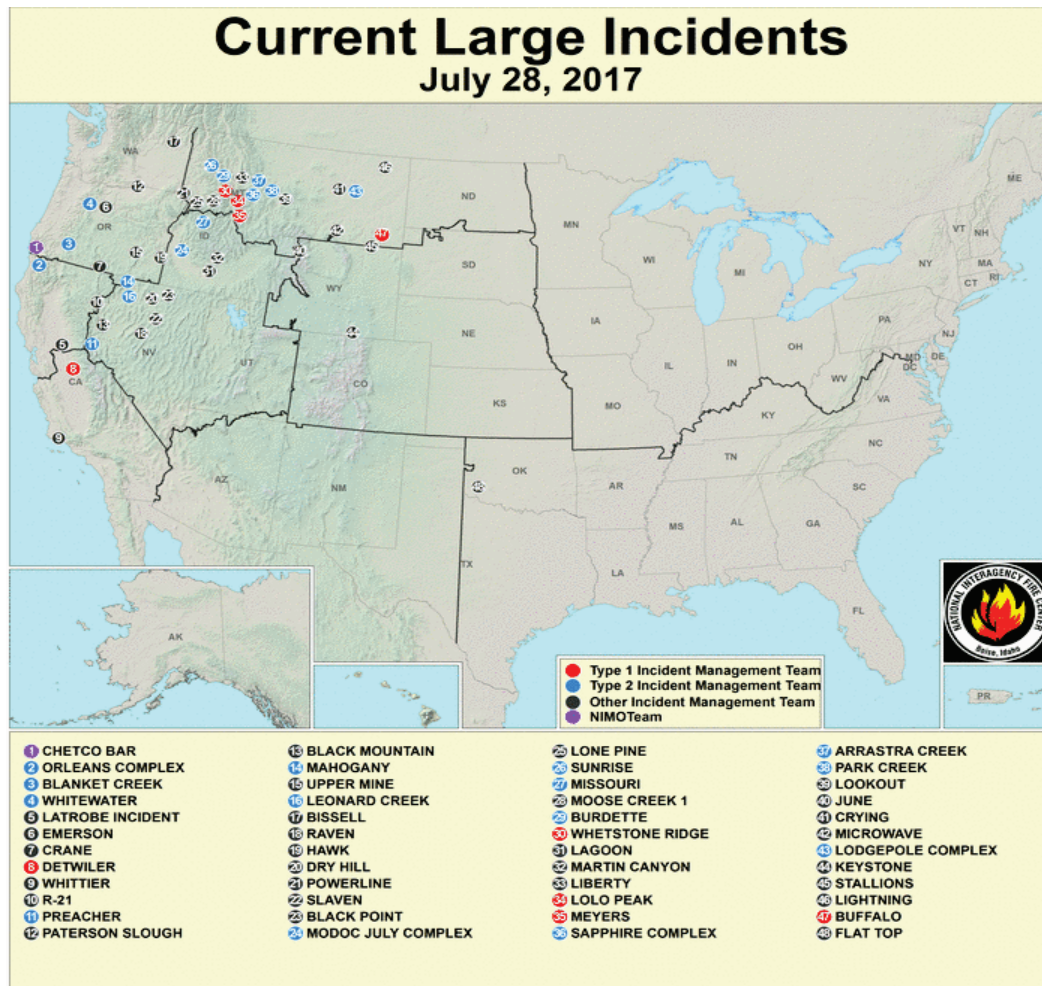 Current Large Incidents
July 28, 2017
WA
OR
ID
MT
ND
MN
SD
WY
NE
NV
UT
CO
CA
KS
AZ
NM
OK
TX
WI
MI
IA
IL
IN
OH
MO
KY
WV
VA
TN
NC
AR
SC
MS
AL
GA
LA
FL
ME
VT
NH
NY
MA
CT
RI
PA
NJ
MD
DE
DC
AK
PR
NATIONAL INTERAGENCY FIRE CENTER
Boise, Idaho
Type 1 Incident Management Team
Type 2 Incident Management Team
Other Incident Management Team
NIMOTeam
1 CHETCO BAR
2 ORLEANS COMPLEX
3 BLANKET CREEK
4 WHITEWATER
5 LATROBE INCIDENT
6 EMERSON
7 CRANE
8 DETWILER
9 WHITTIER
10 R-21
11 PREACHER
12 PATERSON SLOUGH
13 BLACK MOUNTAIN
14 MAHOGANY
15 UPPER MINE
16 LEONARD CREEK
17 BISSELL
18 RAVEN
19 HAWK
20 DRY HILL
21 POWERLINE
22 SLAVEN
23 BLACK POINT
24 MODOC JULY COMPLEX
25 LONE PINE
26 SUNRISE
27 MISSOURI
28 MOOSE CREEK 1
29 BURDETTE
30 WHETSTONE RIDGE
31 LAGOON
32 MARTIN CANYON
33 LIBERTY
34 LOLO PEAK
35 MEYERS
36 SAPPHIRE COMPLEX
37 ARRASTRA CREEK
38 PARK CREEK
39 LOOKOUT
40 JUNE
41 CRYING
42 MICROWAVE
43 LODGEPOLE COMPLEX
44 KEYSTONE
45 STALLIONS
46 LIGHTNING
47 BUFFALO
48 FLAT TOP